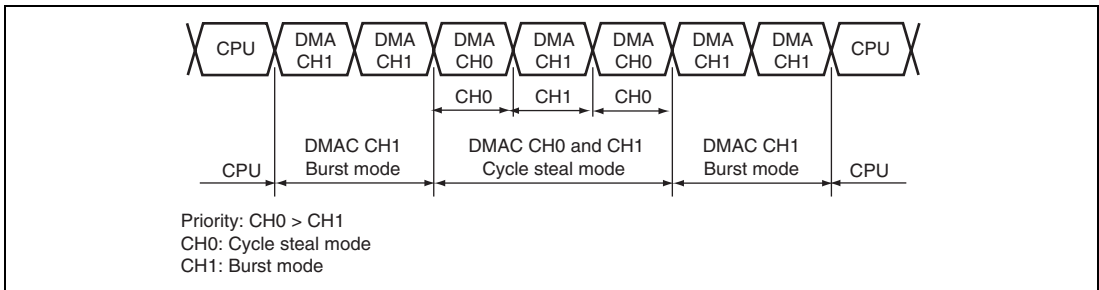 CPU DMA DMA DMA DMA DMA DMA DMA CPU
CH1 CH1 CH0 CH1 CH0 CH1 CH1
CH0 CH1 CH0
DMAC CH1 DMAC CH0 and CH1 DMAC CH1
CPU Burst mode Cycle steal mode Burst mode CPU
Priority: CH0 > CH1
CH0: Cycle steal mode
CH1: Burst mode